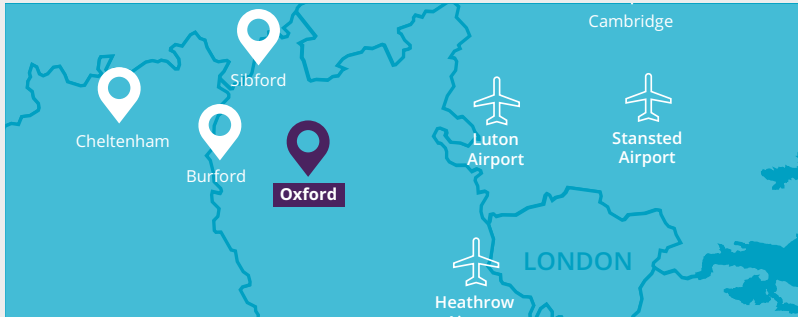 Cambridge
Sibford
Cheltenham
Luton
Airport
Stansted
Airport
Burford
Oxford
LONDON
Heathrow